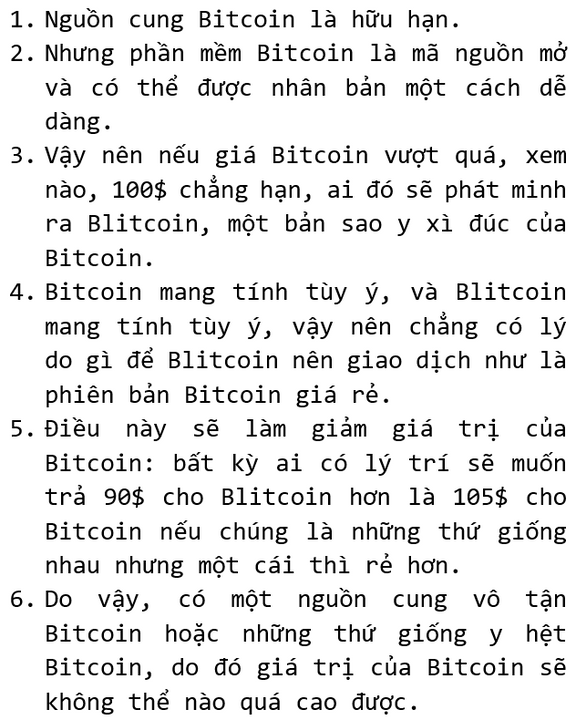 1. Nguồn cung Bitcoin là hữu hạn.
2. Nhưng phần mềm Bitcoin là mã nguồn mở
và có thể được nhân bản một cách dễ
dàng.
3. Vậy nên nếu giá Bitcoin vượt quá, xem
nào, 100$ chẳng hạn, ai đó sẽ phát minh
ra Blitcoin, một bản sao y xì đúc của
Bitcoin.
4. Bitcoin mang tính tùy ý, và Blitcoin
mang tính tùy ý, vậy nên chẳng có lý
do gì để Blitcoin nên giao dịch như là
phiên bản Bitcoin giá rẻ.
5. Điều này sẽ làm giảm giá trị của
Bitcoin: bất kỳ ai có lý trí sẽ muốn
trả 90$ cho Blitcoin hơn là 105$ cho
Bitcoin nếu chúng là những thứ giống
nhau nhưng một cái thì rẻ hơn.
6. Do vậy, có một nguồn cung vô tận
Bitcoin hoặc những thứ giống y hệt
Bitcoin, do đó giá trị của Bitcoin sẽ
không thể nào quá cao được.